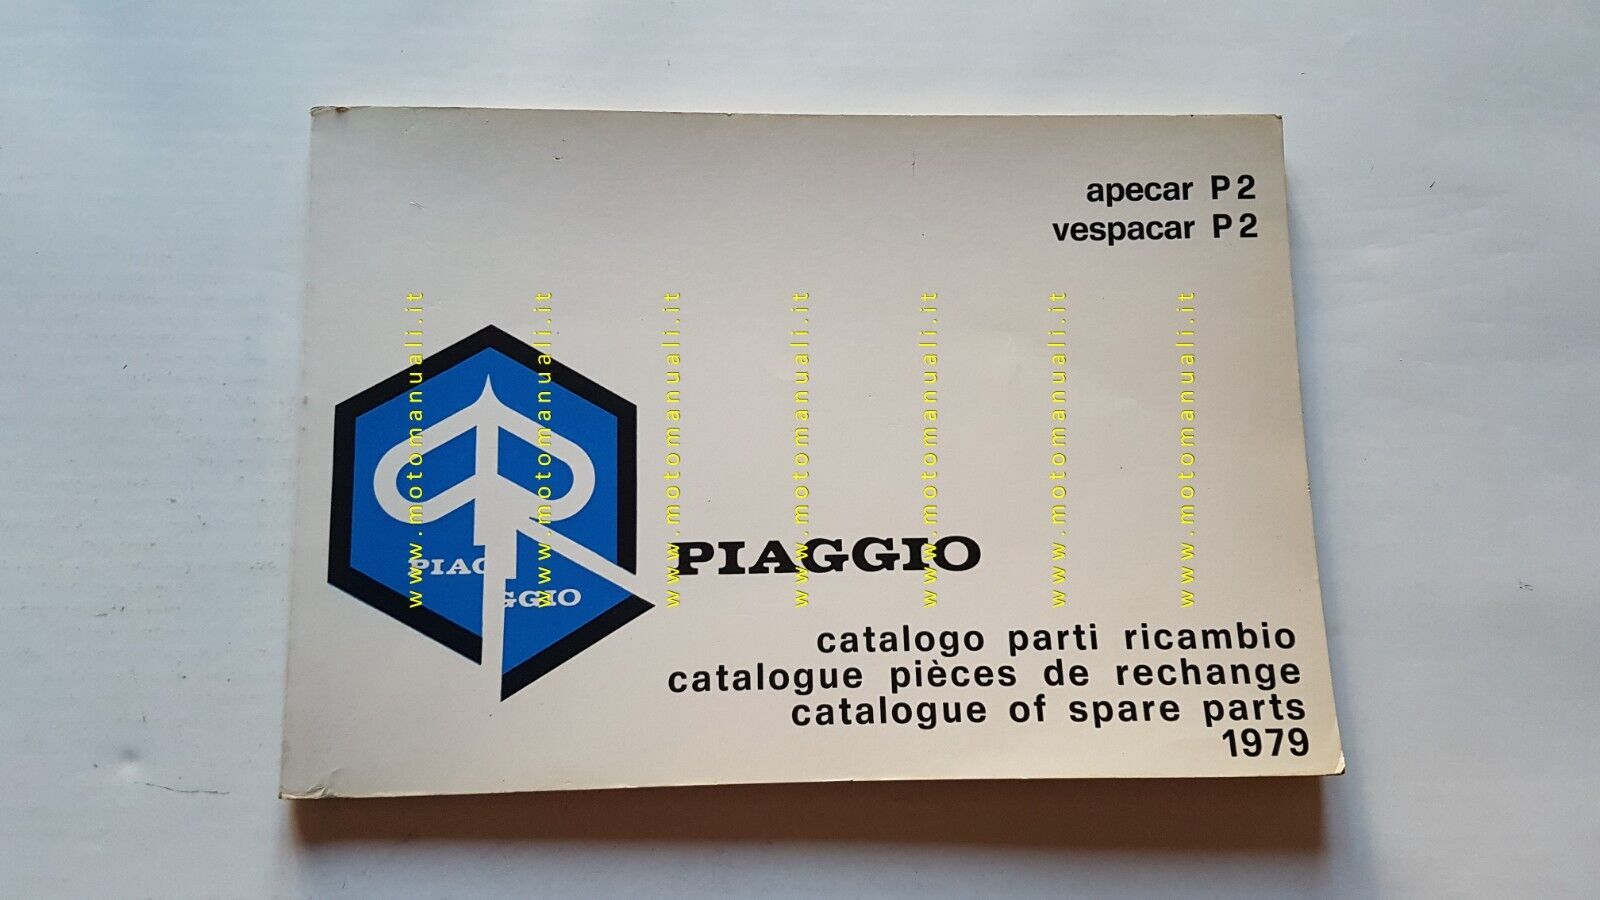 apecar P2
vespacar P2
PIAG
GGIO
PIAGGIO
catalogo parti ricambio
catalogue pièces de rechange
catalogue of spare parts
1979
www.motomanuali.it
www.motomanuali.it
www.motomanuali.it
www.motomanuali.it
www.motomanuali.it
www.motomanuali.it
www.motomanuali.it